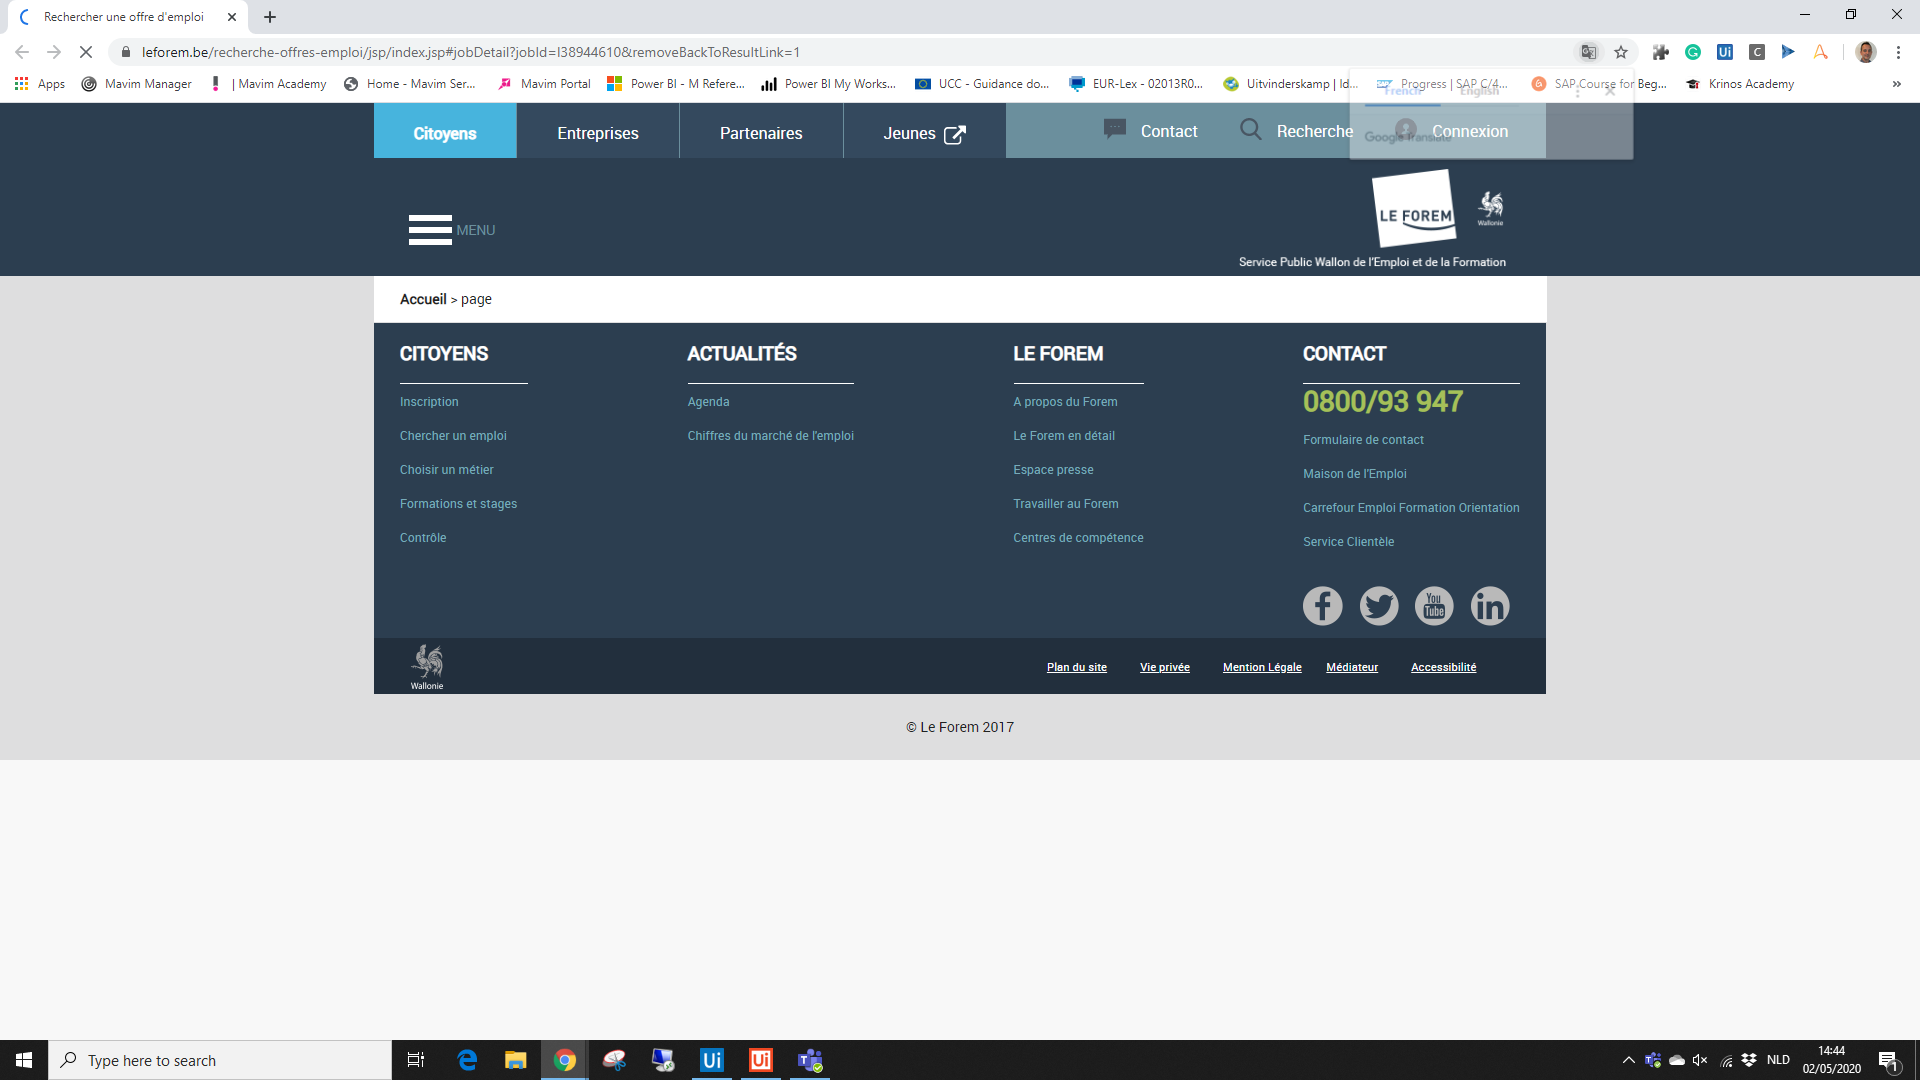 Rechercher une offre d'emploi
leforem.be/recherche-offres-emploi/jsp/index.jsp#jobDetail?jobId=I38944610&removeBackToResultLink=1
Apps
Mavim Manager
| Mavim Academy
Home - Mavim Ser...
Mavim Portal
Power BI - M Refere...
Power BI My Works...
UCC - Guidance do...
EUR-Lex - 02013R0...
Uitvinderskamp | Id...
Progress | SAP C/4...
SAP Course for Beg...
Krinos Academy
»
French
English
Google Translate
Citoyens
Entreprises
Partenaires
Jeunes
Contact
Recherche
Connexion
MENU
LE FOREM
Wallonie
Service Public Wallon de l'Emploi et de la Formation
Accueil > page
CITOYENS
Inscription
Chercher un emploi
Choisir un métier
Formations et stages
Contrôle
ACTUALITÉS
Agenda
Chiffres du marché de l'emploi
LE FOREM
A propos du Forem
Le Forem en détail
Espace presse
Travailler au Forem
Centres de compétence
CONTACT
0800/93 947
Formulaire de contact
Maison de l'Emploi
Carrefour Emploi Formation Orientation
Service Clientèle
You
Tube
in
Wallonie
Plan du site
Vie privée
Mention Légale
Médiateur
Accessibilité
© Le Forem 2017
Type here to search
Ui
Ui
NLD
14:44
02/05/2020
1